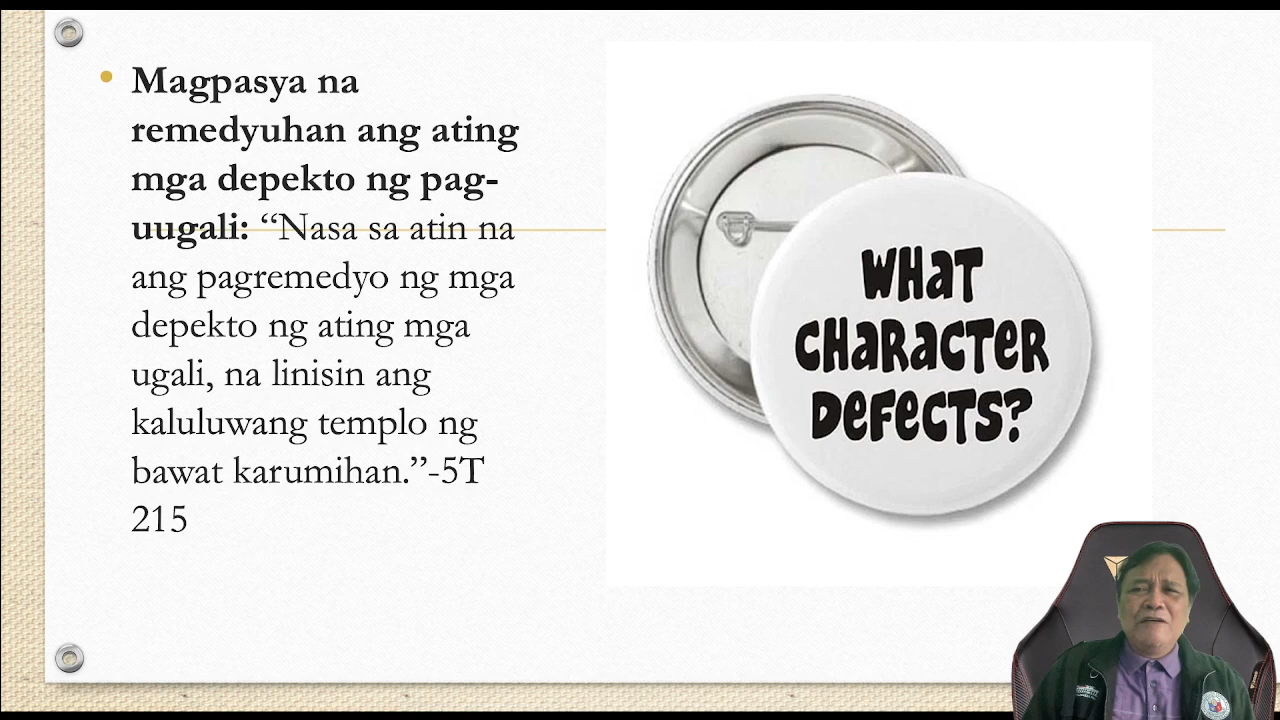 Magpasya na
remedyuhan ang ating
mga depekto ng pag-
uugali: “Nasa sa atin na
ang pagremedyo ng mga
depekto ng ating mga
ugali, na linisin ang
kaluluwang templo ng
bawat karumihan.”-5T
215
WHaT
CHaRaCTeR
DeFeCTS?